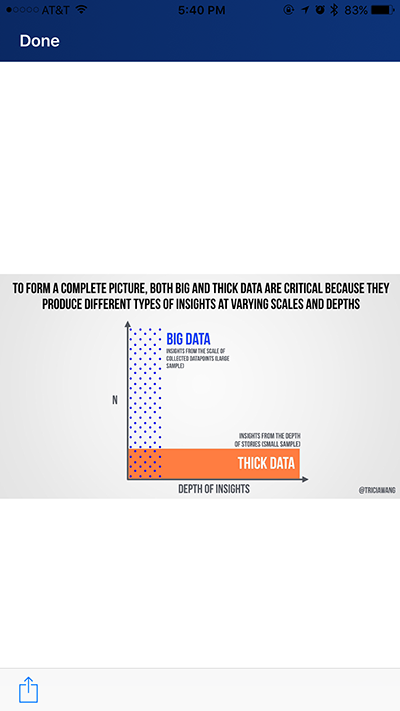 AT&T 5:40 PM 83%
Done
TO FORM A COMPLETE PICTURE, BOTH BIG AND THICK DATA ARE CRITICAL BECAUSE THEY
PRODUCE DIFFERENT TYPES OF INSIGHTS AT VARYING SCALES AND DEPTHS
BIG DATA
INSIGHTS FROM THE SCALE OF
COLLECTED DATAPOINTS (LARGE
SAMPLE)
N
INSIGHTS FROM THE DEPTH
OF STORIES (SMALL SAMPLE)
THICK DATA
DEPTH OF INSIGHTS
@TRICIAWANG